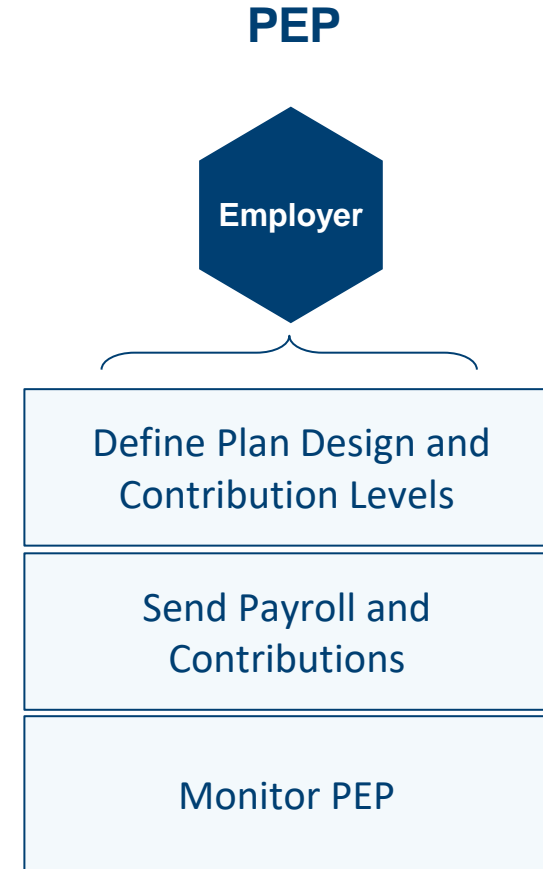 PEP
Employer
Define Plan Design and
Contribution Levels
Send Payroll and
Contributions
Monitor PEP